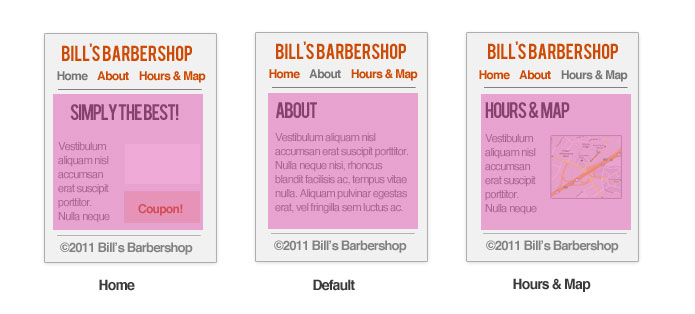 BILL'S BARBERSHOP
Home About Hours & Map
SIMPLY THE BEST!
Vestibulum
aliquam nisl
accumsan
erat suscipit
porttitor.
Nulla neque
Coupon!
©2011 Bill's Barbershop
Home
BILL'S BARBERSHOP
Home About Hours & Map
ABOUT
Vestibulum aliquam nisl
accumsan erat suscipit porttitor.
Nulla neque nisi, rhoncus
blandit facilisis ac, tempus vitae
nulla. Aliquam pulvinar egestas
erat, vel fringilla sem luctus ac.
©2011 Bill's Barbershop
Default
BILL'S BARBERSHOP
Home About Hours & Map
HOURS & MAP
Vestibulum
aliquam nisl
accumsan
erat suscipit
porttitor.
Nulla neque
©2011 Bill's Barbershop
Hours & Map